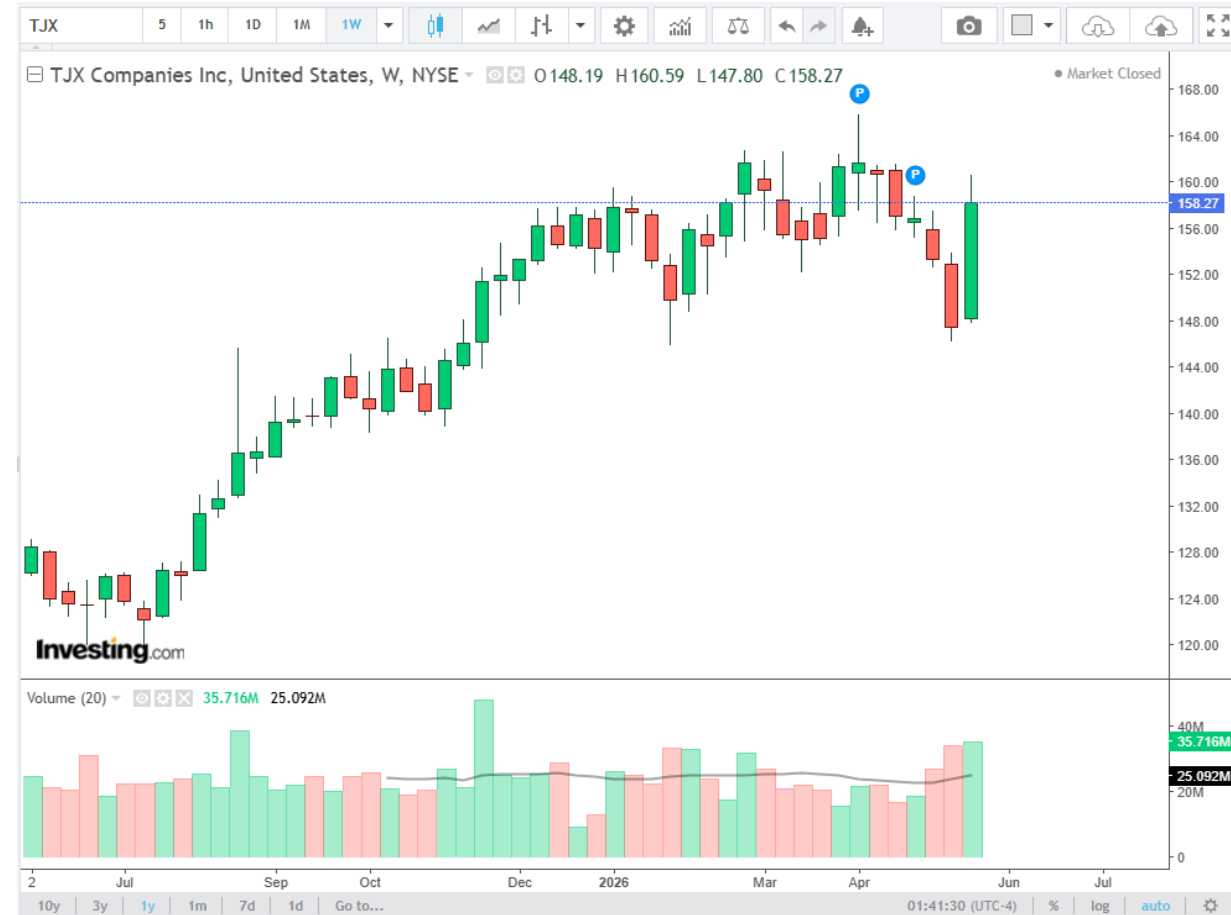 TJX 5 1h 1D 1M 1W
TJX Companies Inc, United States, W, NYSE O148.19 H160.59 L147.80 C158.27 Market Closed
P
168.00
164.00
P
160.00
158.27
156.00
152.00
148.00
144.00
140.00
136.00
132.00
128.00
124.00
120.00
Investing.com
Volume (20) 35.716M 25.092M
40M
35.716M
25.092M
20M
0
2 Jul Sep Oct Dec 2026 Mar Apr Jun Jul
10y 3y 1y 1m 7d 1d Go to... 01:41:30 (UTC-4) % log auto